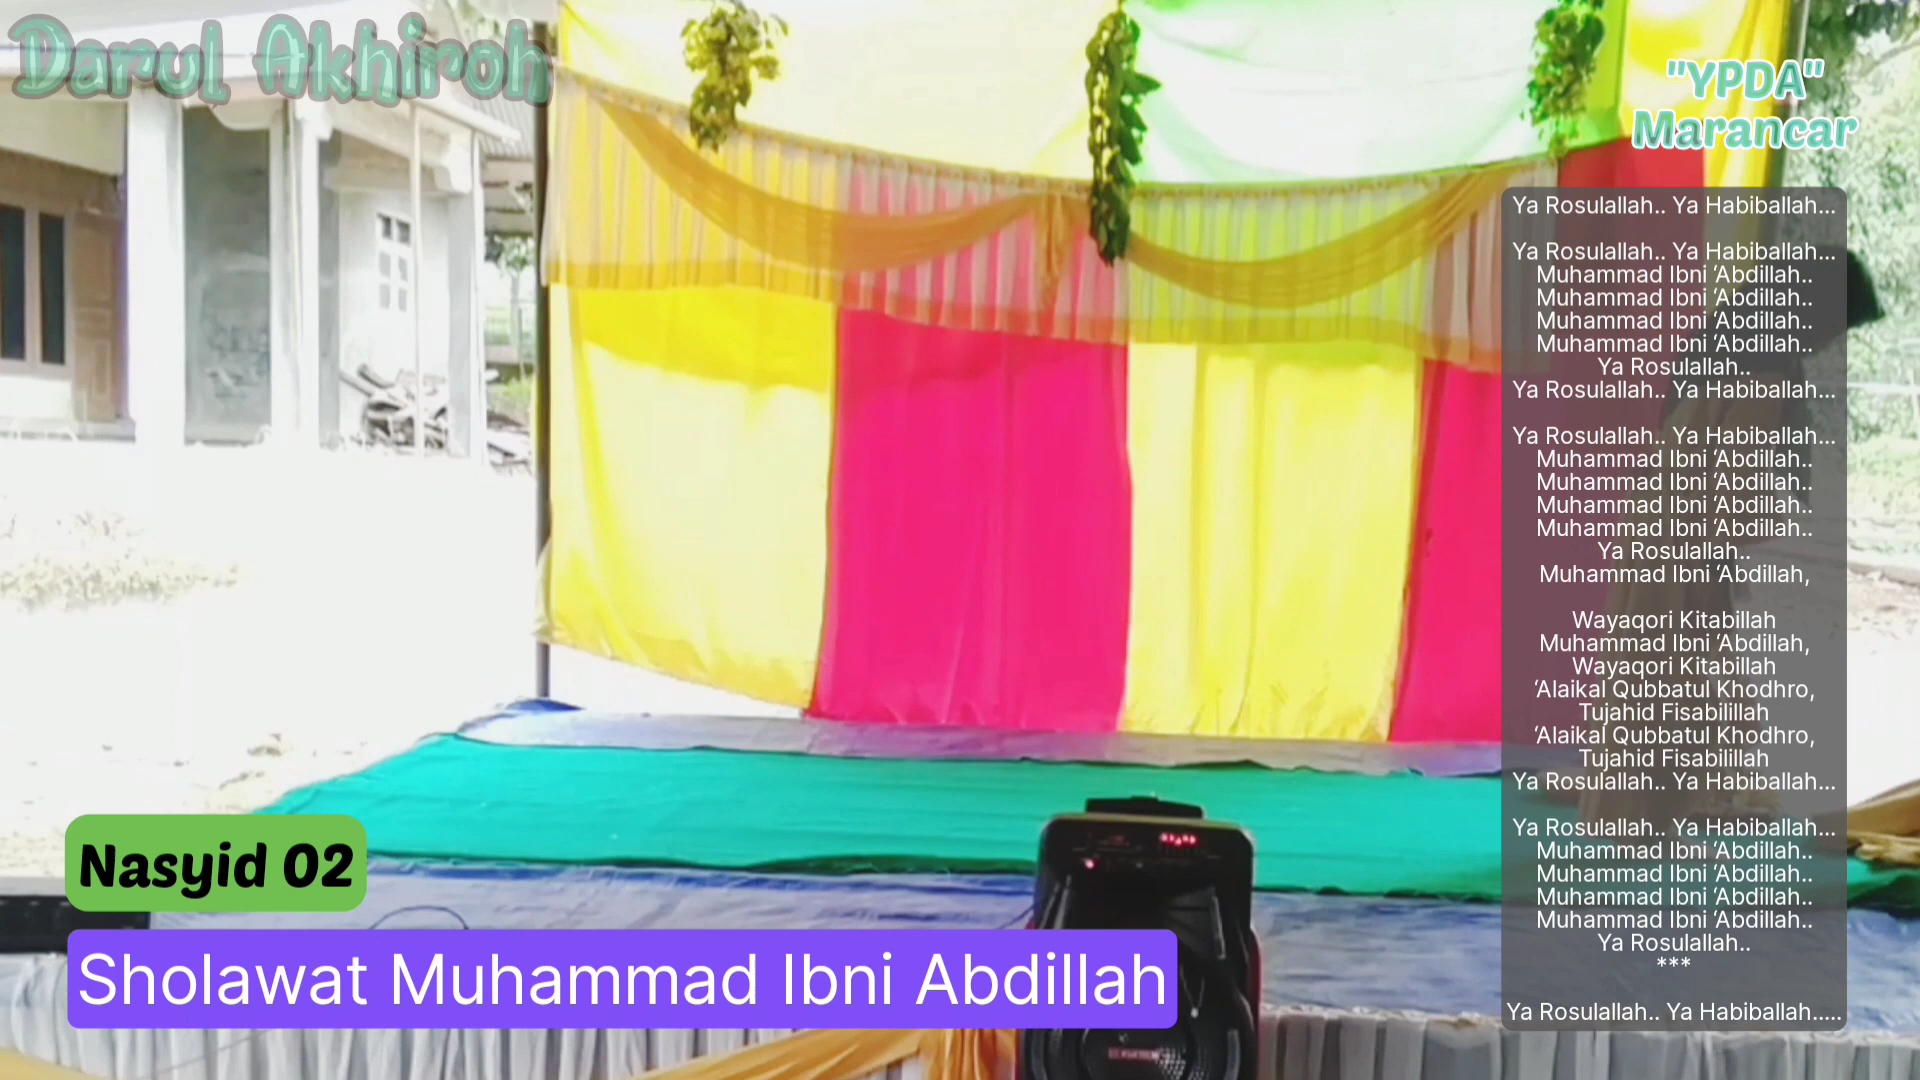 Darul Akhiroh
"YPDA"
Marancar
Ya Rosulallah.. Ya Habiballah...
Ya Rosulallah.. Ya Habiballah...
Muhammad Ibni ‘Abdillah..
Muhammad Ibni ‘Abdillah..
Muhammad Ibni ‘Abdillah..
Muhammad Ibni ‘Abdillah..
Ya Rosulallah..
Ya Rosulallah.. Ya Habiballah...
Ya Rosulallah.. Ya Habiballah...
Muhammad Ibni ‘Abdillah..
Muhammad Ibni ‘Abdillah..
Muhammad Ibni ‘Abdillah..
Muhammad Ibni ‘Abdillah..
Ya Rosulallah..
Muhammad Ibni ‘Abdillah,
Wayaqori Kitabillah
Muhammad Ibni ‘Abdillah,
Wayaqori Kitabillah
‘Alaikal Qubbatul Khodhro,
Tujahid Fisabilillah
‘Alaikal Qubbatul Khodhro,
Tujahid Fisabilillah
Ya Rosulallah.. Ya Habiballah...
Ya Rosulallah.. Ya Habiballah...
Muhammad Ibni ‘Abdillah..
Muhammad Ibni ‘Abdillah..
Muhammad Ibni ‘Abdillah..
Muhammad Ibni ‘Abdillah..
Ya Rosulallah..
***
Ya Rosulallah.. Ya Habiballah.....
Nasyid 02
Sholawat Muhammad Ibni Abdillah